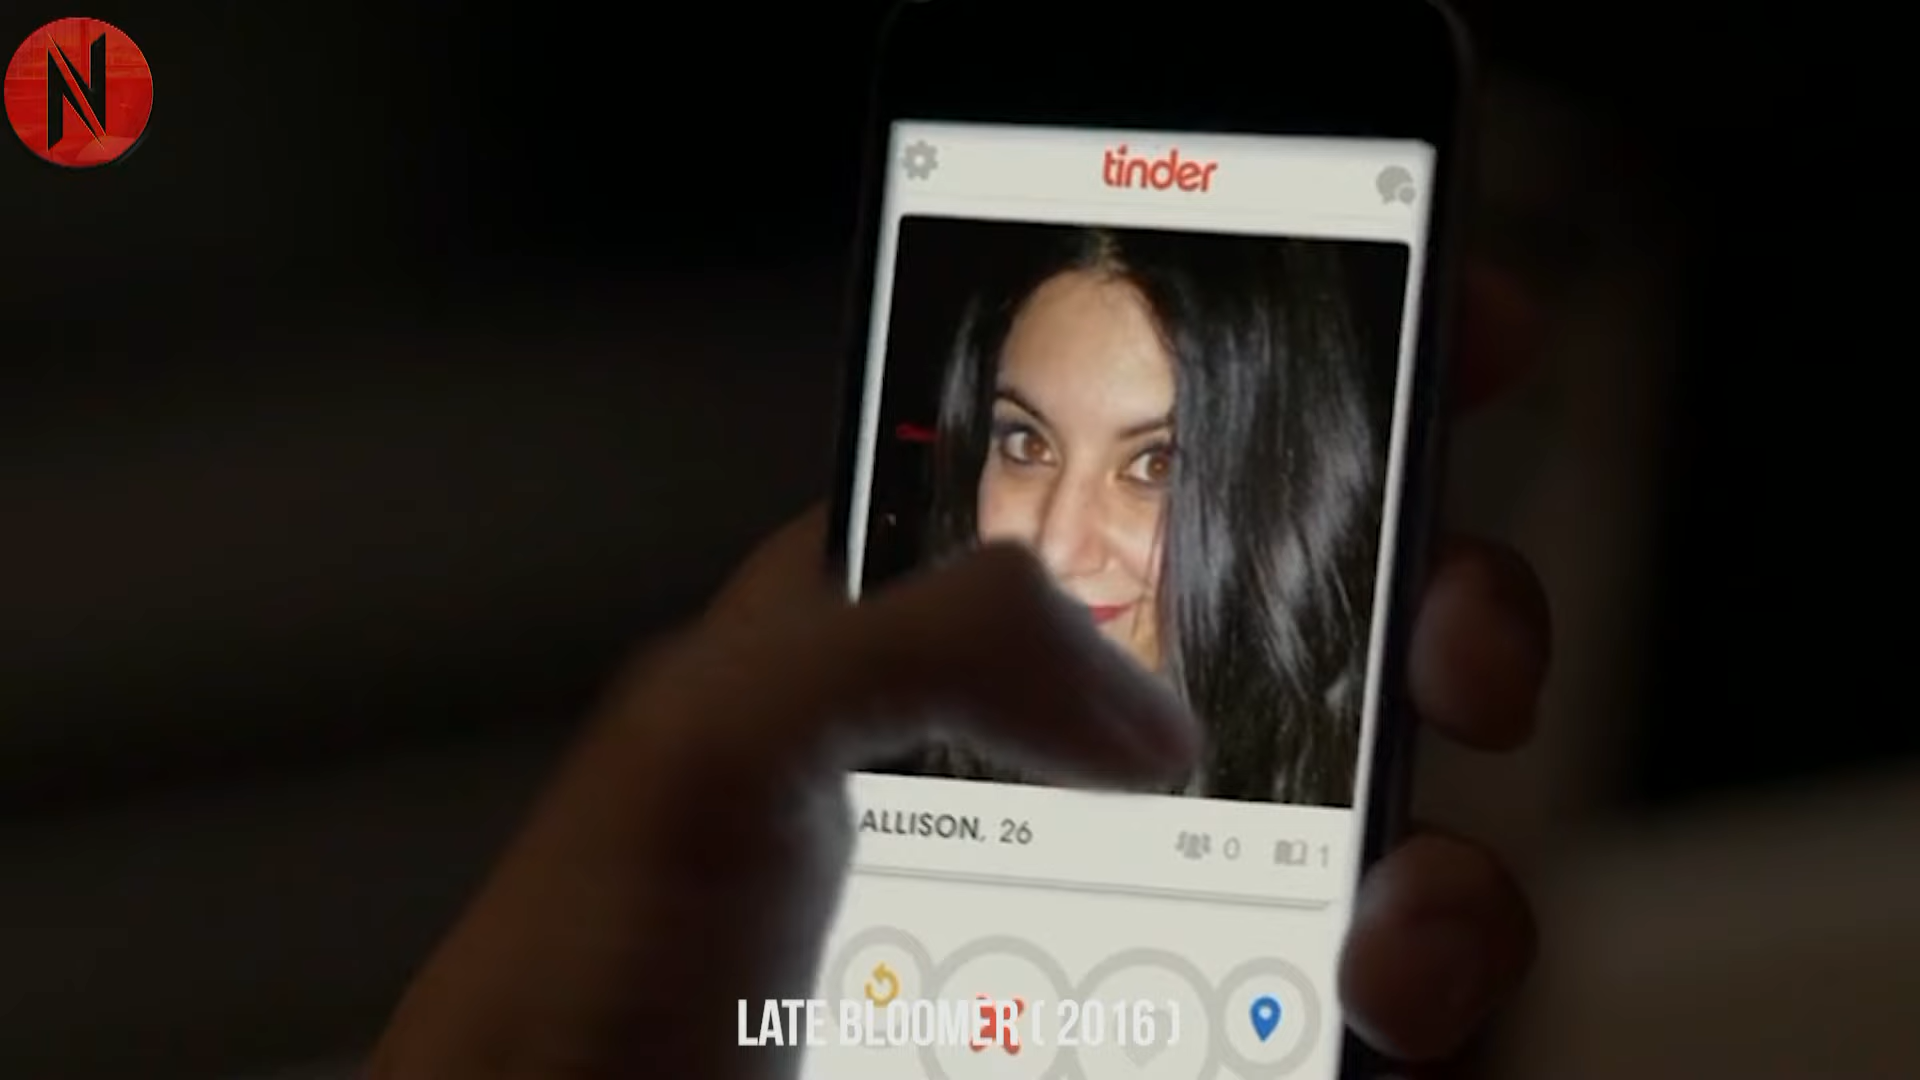 N
tinder
ALLISON, 26
0
1
LATE BLOOMER ( 2016 )